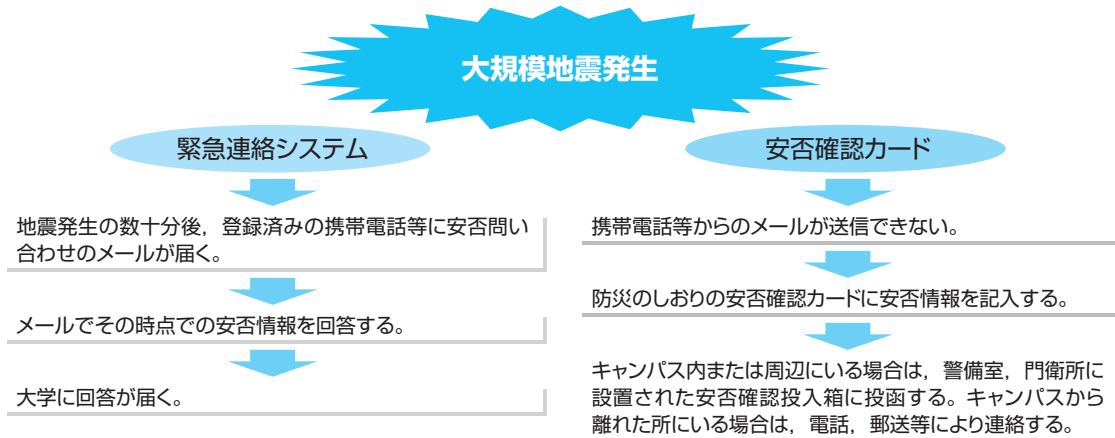 大規模地震発生
緊急連絡システム
地震発生の数十分後，登録済みの携帯電話等に安否問い
合わせのメールが届く。
メールでその時点での安否情報を回答する。
大学に回答が届く。
安否確認カード
携帯電話等からのメールが送信できない。
防災のしおりの安否確認カードに安否情報を記入する。
キャンパス内または周辺にいる場合は，警備室，門衛所に
設置された安否確認投入箱に投函する。キャンパスから
離れた所にいる場合は，電話，郵送等により連絡する。